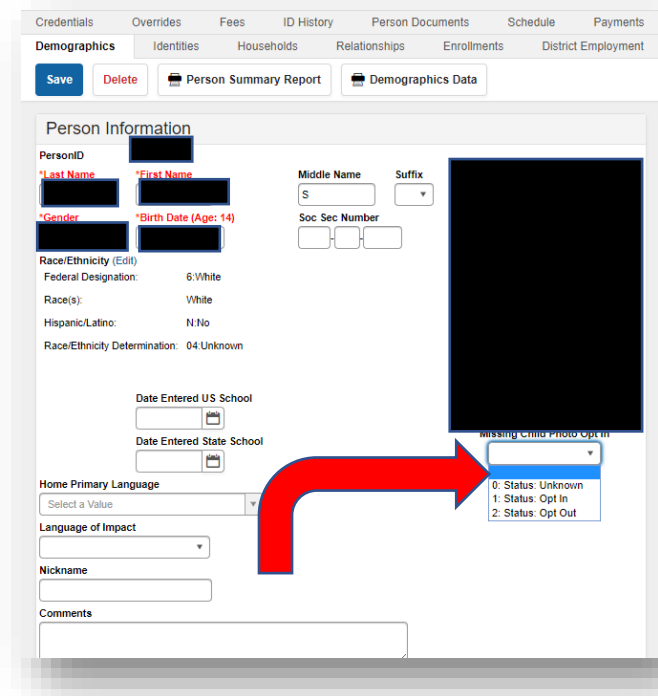 Credentials Overrides Fees ID History Person Documents Schedule Payments
Demographics Identities Households Relationships Enrollments District Employment
Save Delete Person Summary Report Demographics Data
Person Information
PersonID
*Last Name *First Name Middle Name Suffix
S
*Gender *Birth Date (Age: 14) Soc Sec Number
- -
Race/Ethnicity (Edit)
Federal Designation: 6:White
Race(s): White
Hispanic/Latino: N:No
Race/Ethnicity Determination: 04:Unknown
Date Entered US School
Date Entered State School
Missing Child Photo Opt In
0: Status: Unknown
1: Status: Opt In
2: Status: Opt Out
Home Primary Language
Select a Value
Language of Impact
Nickname
Comments